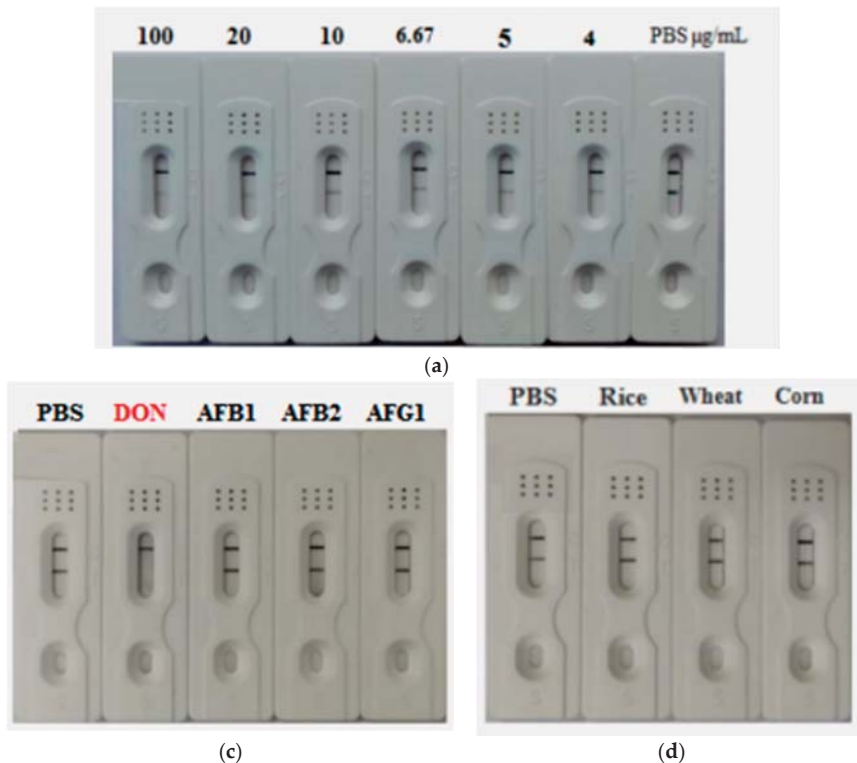 100 20 10 6.67 5 4 PBS µg/mL
(a)
PBS DON AFB1 AFB2 AFG1
PBS Rice Wheat Corn
(c) (d)